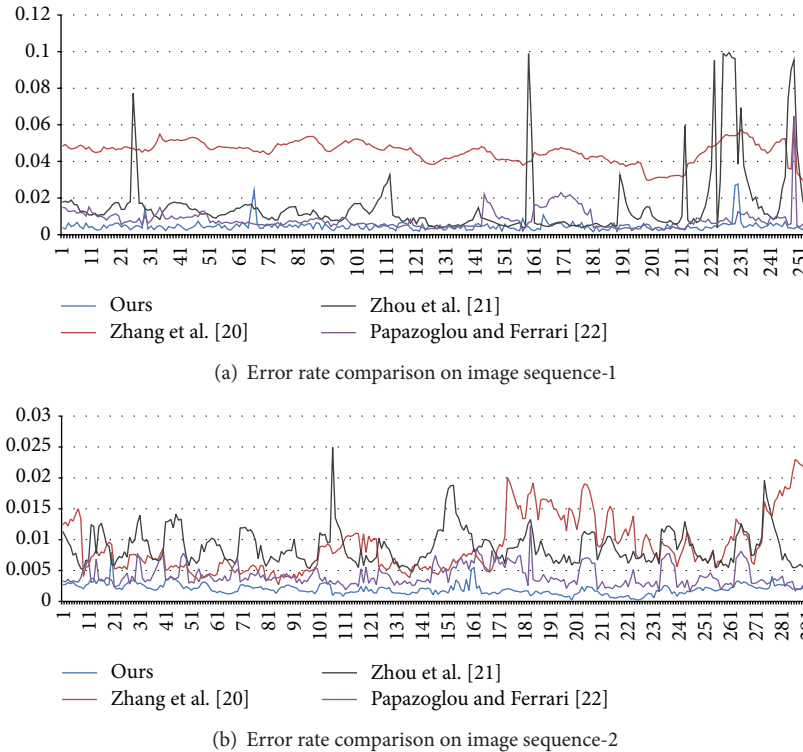 0.12
0.1
0.08
0.06
0.04
0.02
0
1 11 21 31 41 51 61 71 81 91 101 111 121 131 141 151 161 171 181 191 201 211 221 231 241 251
Ours Zhou et al. [21]
Zhang et al. [20] Papazoglou and Ferrari [22]
(a) Error rate comparison on image sequence-1
0.03
0.025
0.02
0.015
0.01
0.005
0
1 11 21 31 41 51 61 71 81 91 101 111 121 131 141 151 161 171 181 191 201 211 221 231 241 251 261 271 281
Ours Zhou et al. [21]
Zhang et al. [20] Papazoglou and Ferrari [22]
(b) Error rate comparison on image sequence-2